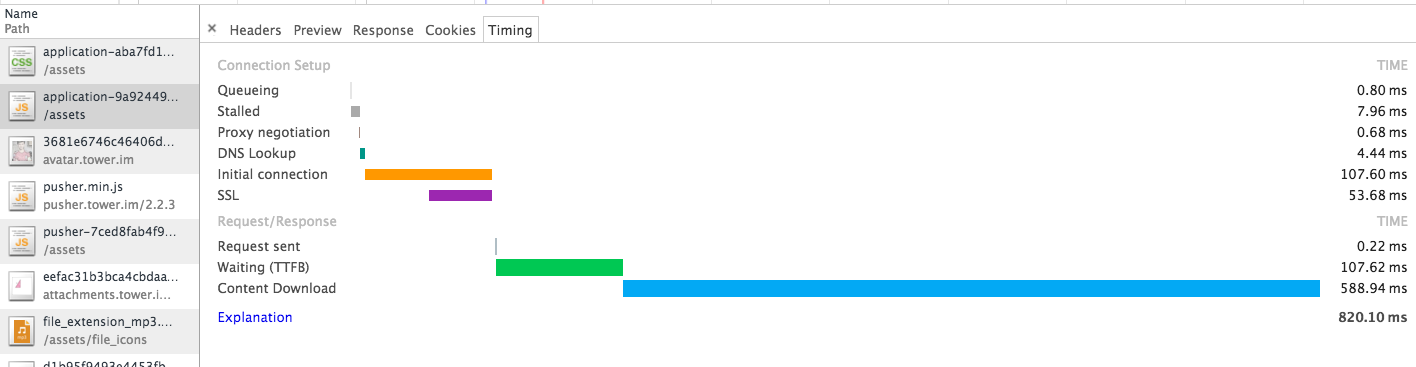 Name
Path
application-aba7fd1...
/assets
application-9a92449...
/assets
3681e6746c46406d...
avatar.tower.im
pusher.min.js
pusher.tower.im/2.2.3
pusher-7ced8fab4f9...
/assets
eefac31b3bca4cbdaa...
attachments.tower.i...
file_extension_mp3....
/assets/file_icons
d1b95f9493e4453fb
× Headers Preview Response Cookies Timing
Connection Setup TIME
Queueing 0.80 ms
Stalled 7.96 ms
Proxy negotiation 0.68 ms
DNS Lookup 4.44 ms
Initial connection 107.60 ms
SSL 53.68 ms
Request/Response TIME
Request sent 0.22 ms
Waiting (TTFB) 107.62 ms
Content Download 588.94 ms
Explanation 820.10 ms
CSS
JS
JS
JS
mp3